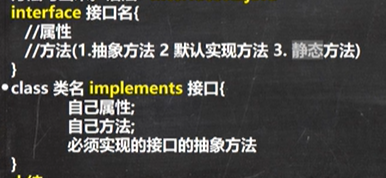 interface 接口名{
//属性
//方法(1.抽象方法 2 默认实现方法 3. 静态方法)
}
•class 类名 implements 接口{
自己属性;
自己方法;
必须实现的接口的抽象方法
}